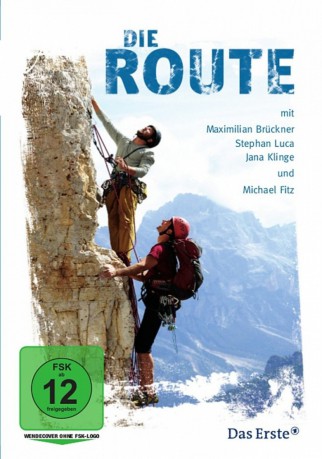 DIE
ROUTE
mit
Maximilian Brückner
Stephan Luca
Jana Klinge
und
Michael Fitz
FSK
ab
12
freigegeben
WENDECOVER OHNE FSK-LOGO
Das Erste